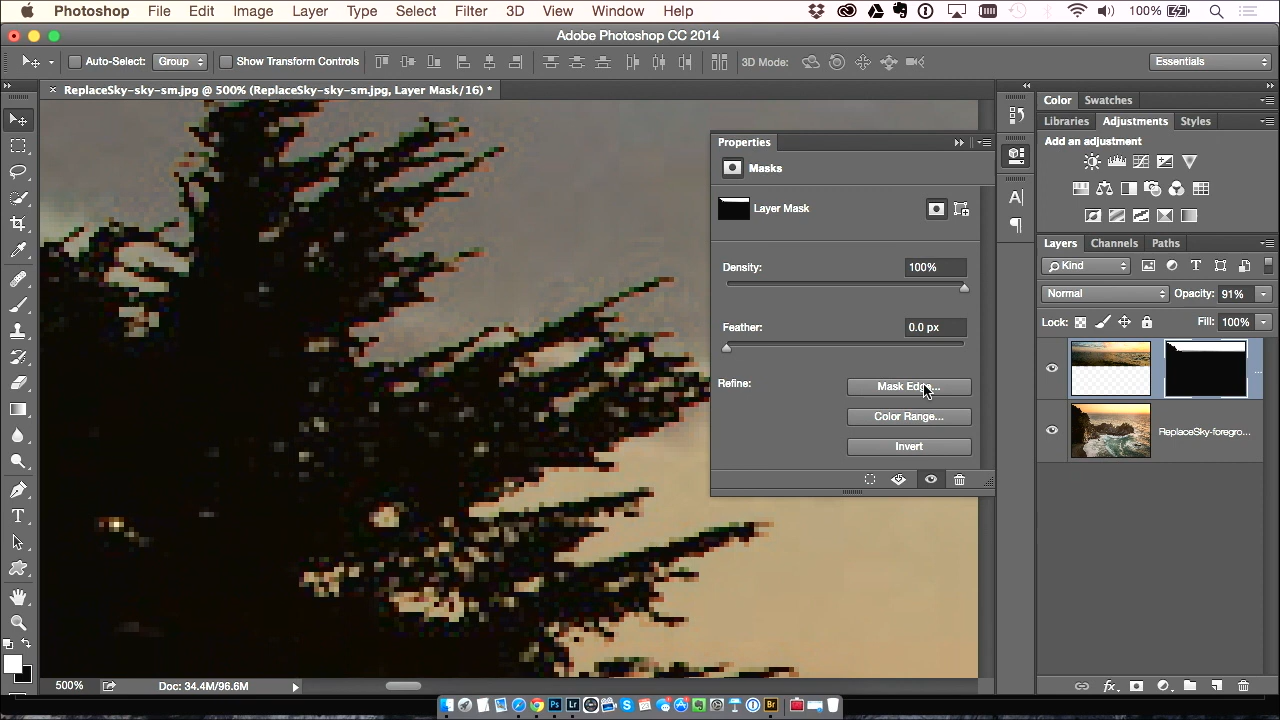 Photoshop File Edit Image Layer Type Select Filter 3D View Window Help 100%
Adobe Photoshop CC 2014
Auto-Select: Group Show Transform Controls 3D Mode: Essentials
× ReplaceSky-sky-sm.jpg @ 500% (ReplaceSky-sky-sm.jpg, Layer Mask/16) *
Color Swatches
Libraries Adjustments Styles
Add an adjustment
Properties
Masks
Layer Mask
Density: 100%
Feather: 0.0 px
Refine: Mask Edge...
Color Range...
Invert
Layers Channels Paths
Kind
Normal Opacity: 91%
Lock: Fill: 100%
...
ReplaceSky-foregro...
500% Doc: 34.4M/96.6M